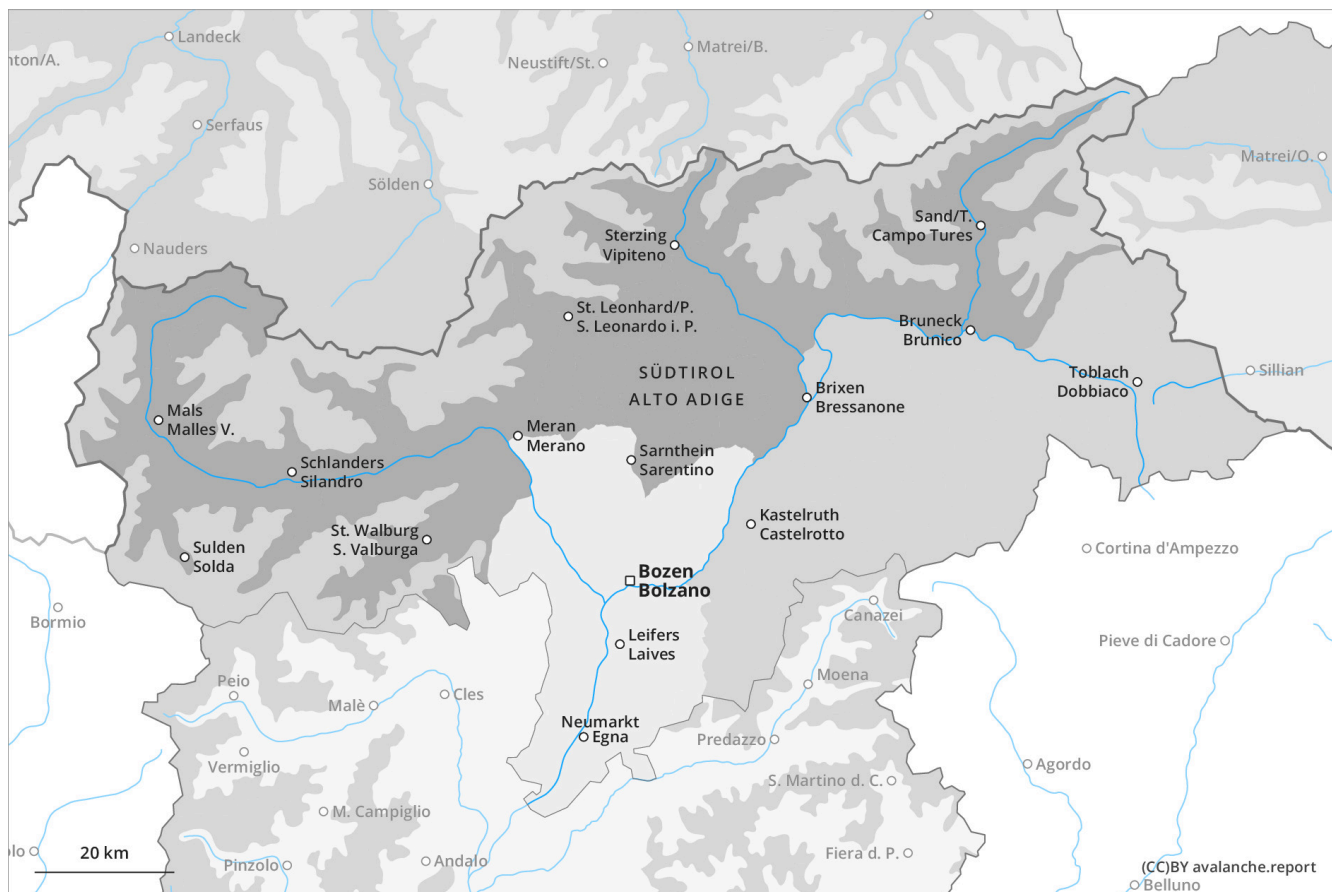 Landeck
nton/A.
Neustift/St.
Matrei/B.
Serfaus
Sölden
Matrei/O.
Nauders
Sand/T.
Campo Tures
Sterzing
Vipiteno
St. Leonhard/P.
S. Leonardo i. P.
Bruneck
Brunico
SÜDTIROL
ALTO ADIGE
Toblach
Dobbiaco
Sillian
Brixen
Bressanone
Mals
Malles V.
Meran
Merano
Sarnthein
Sarentino
Schlanders
Silandro
Kastelruth
Castelrotto
St. Walburg
S. Valburga
Sulden
Solda
Cortina d'Ampezzo
Bozen
Bolzano
Bormio
Canazei
Leifers
Laives
Pieve di Cadore
Peio
Malè
Cles
Moena
Neumarkt
Egna
Predazzo
Vermiglio
Agordo
S. Martino d. C.
M. Campiglio
olo
20 km
Pinzolo
Andalo
Fiera d. P.
(CC)BY avalanche.report
Belluno